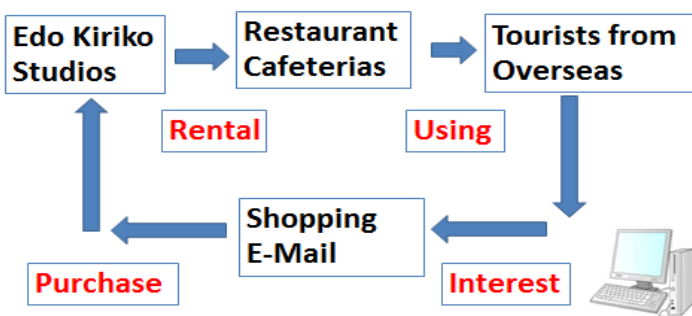 Edo Kiriko
Studios
Restaurant
Cafeterias
Tourists from
Overseas
Rental
Using
Shopping
E-Mail
Purchase
Interest